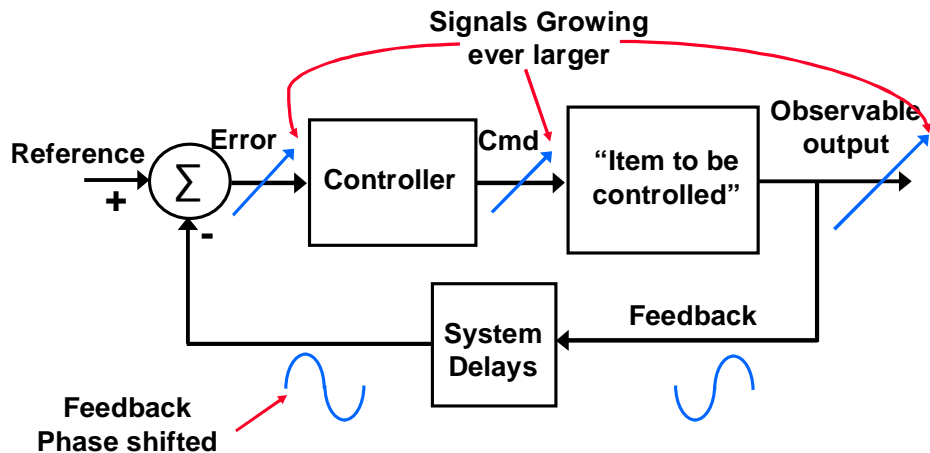 Signals Growing
ever larger
Observable
output
Error
Cmd
Reference
Σ
Controller
“Item to be
controlled”
+
-
System
Delays
Feedback
Feedback
Phase shifted